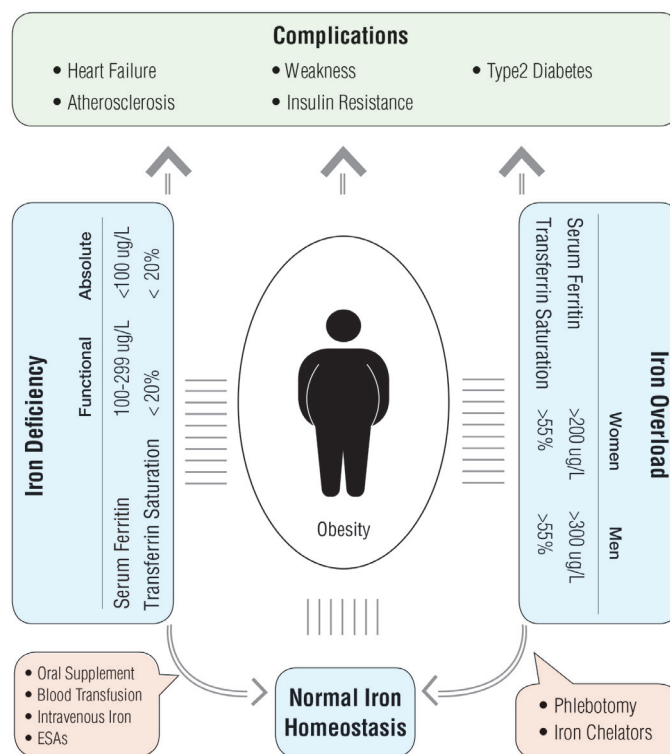 Complications
• Heart Failure
• Weakness
• Type2 Diabetes
• Atherosclerosis
• Insulin Resistance
Iron Deficiency
Functional Absolute
Serum Ferritin 100-299 ug/L <100 ug/L
Transferrin Saturation < 20% < 20%
Obesity
Iron Overload
Women Men
Serum Ferritin >200 ug/L >300 ug/L
Transferrin Saturation >55% >55%
• Oral Supplement
• Blood Transfusion
• Intravenous Iron
• ESAs
Normal Iron
Homeostasis
• Phlebotomy
• Iron Chelators